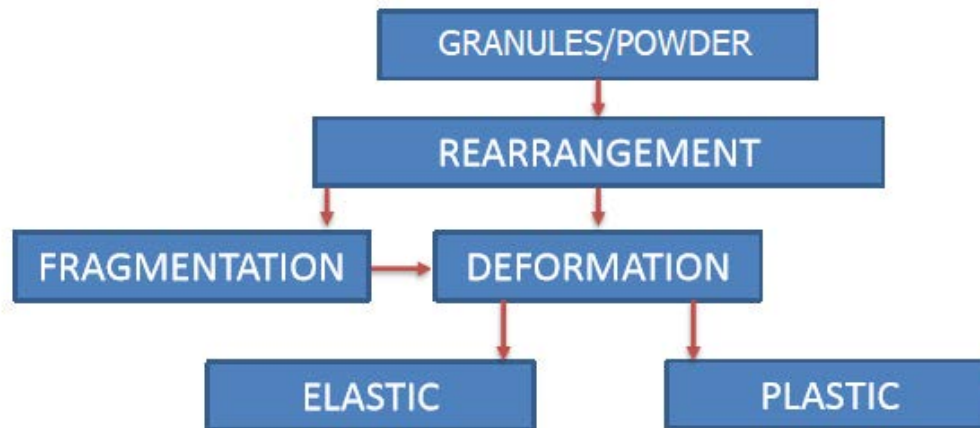 GRANULES/POWDER
REARRANGEMENT
FRAGMENTATION
DEFORMATION
ELASTIC
PLASTIC